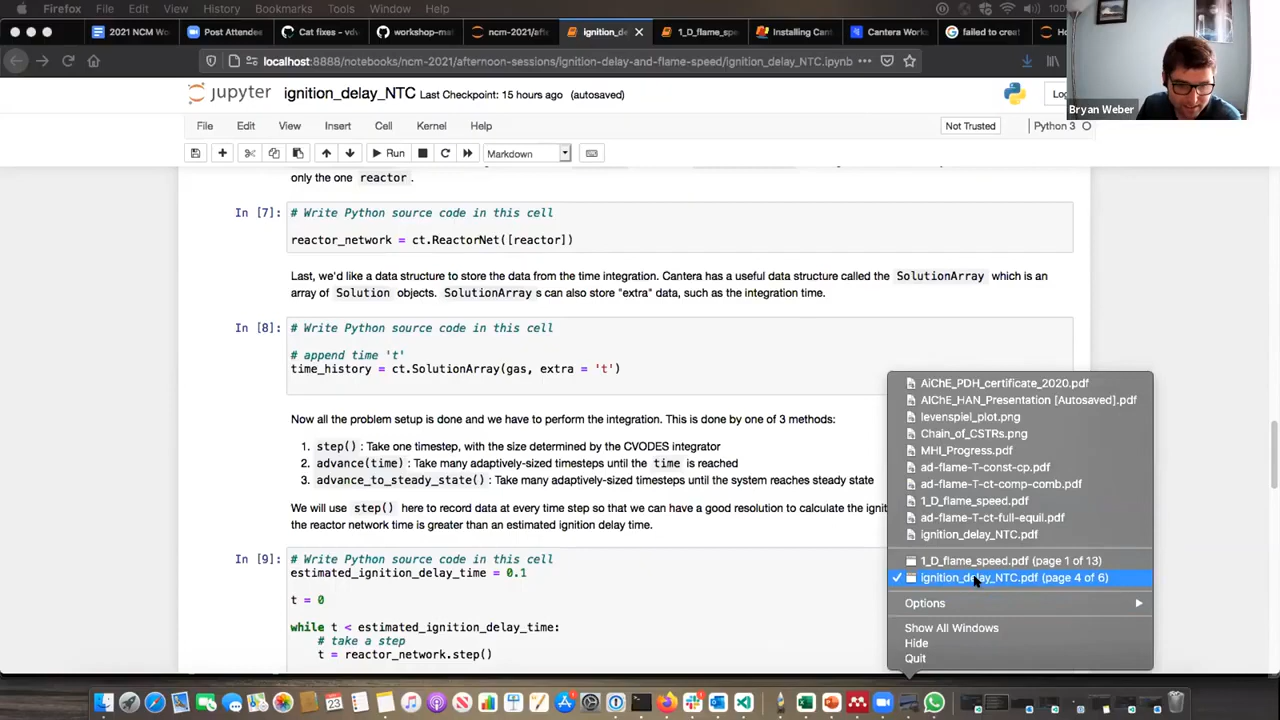 Firefox File Edit View History Bookmarks Tools Window Help 100%
2021 NCM Wo Post Attendee Cat fixes - vdw workshop-mat ncm-2021/afte ignition_de 1_D_flame_spe Installing Cant Cantera Works failed to creat Ho
localhost:8888/notebooks/ncm-2021/afternoon-sessions/ignition-delay-and-flame-speed/ignition_delay_NTC.ipynb
Bryan Weber
jupyter ignition_delay_NTC Last Checkpoint: 15 hours ago (autosaved)
File Edit View Insert Cell Kernel Help Not Trusted Python 3
Run Markdown
only the one reactor .
In [7]: # Write Python source code in this cell
reactor_network = ct.ReactorNet([reactor])
Last, we'd like a data structure to store the data from the time integration. Cantera has a useful data structure called the SolutionArray which is an
array of Solution objects. SolutionArray s can also store "extra" data, such as the integration time.
In [8]: # Write Python source code in this cell
# append time 't'
time_history = ct.SolutionArray(gas, extra = 't')
Now all the problem setup is done and we have to perform the integration. This is done by one of 3 methods:
1. step() : Take one timestep, with the size determined by the CVODES integrator
2. advance(time) : Take many adaptively-sized timesteps until the time is reached
3. advance_to_steady_state() : Take many adaptively-sized timesteps until the system reaches steady state
We will use step() here to record data at every time step so that we can have a good resolution to calculate the ignit
the reactor network time is greater than an estimated ignition delay time.
In [9]: # Write Python source code in this cell
estimated_ignition_delay_time = 0.1
t = 0
while t < estimated_ignition_delay_time:
# take a step
t = reactor_network.step()
AiChE_PDH_certificate_2020.pdf
AIChE_HAN_Presentation [Autosaved].pdf
levenspiel_plot.png
Chain_of_CSTRs.png
MHI_Progress.pdf
ad-flame-T-const-cp.pdf
ad-flame-T-ct-comp-comb.pdf
1_D_flame_speed.pdf
ad-flame-T-ct-full-equil.pdf
ignition_delay_NTC.pdf
1_D_flame_speed.pdf (page 1 of 13)
ignition_delay_NTC.pdf (page 4 of 6)
Options
Show All Windows
Hide
Quit